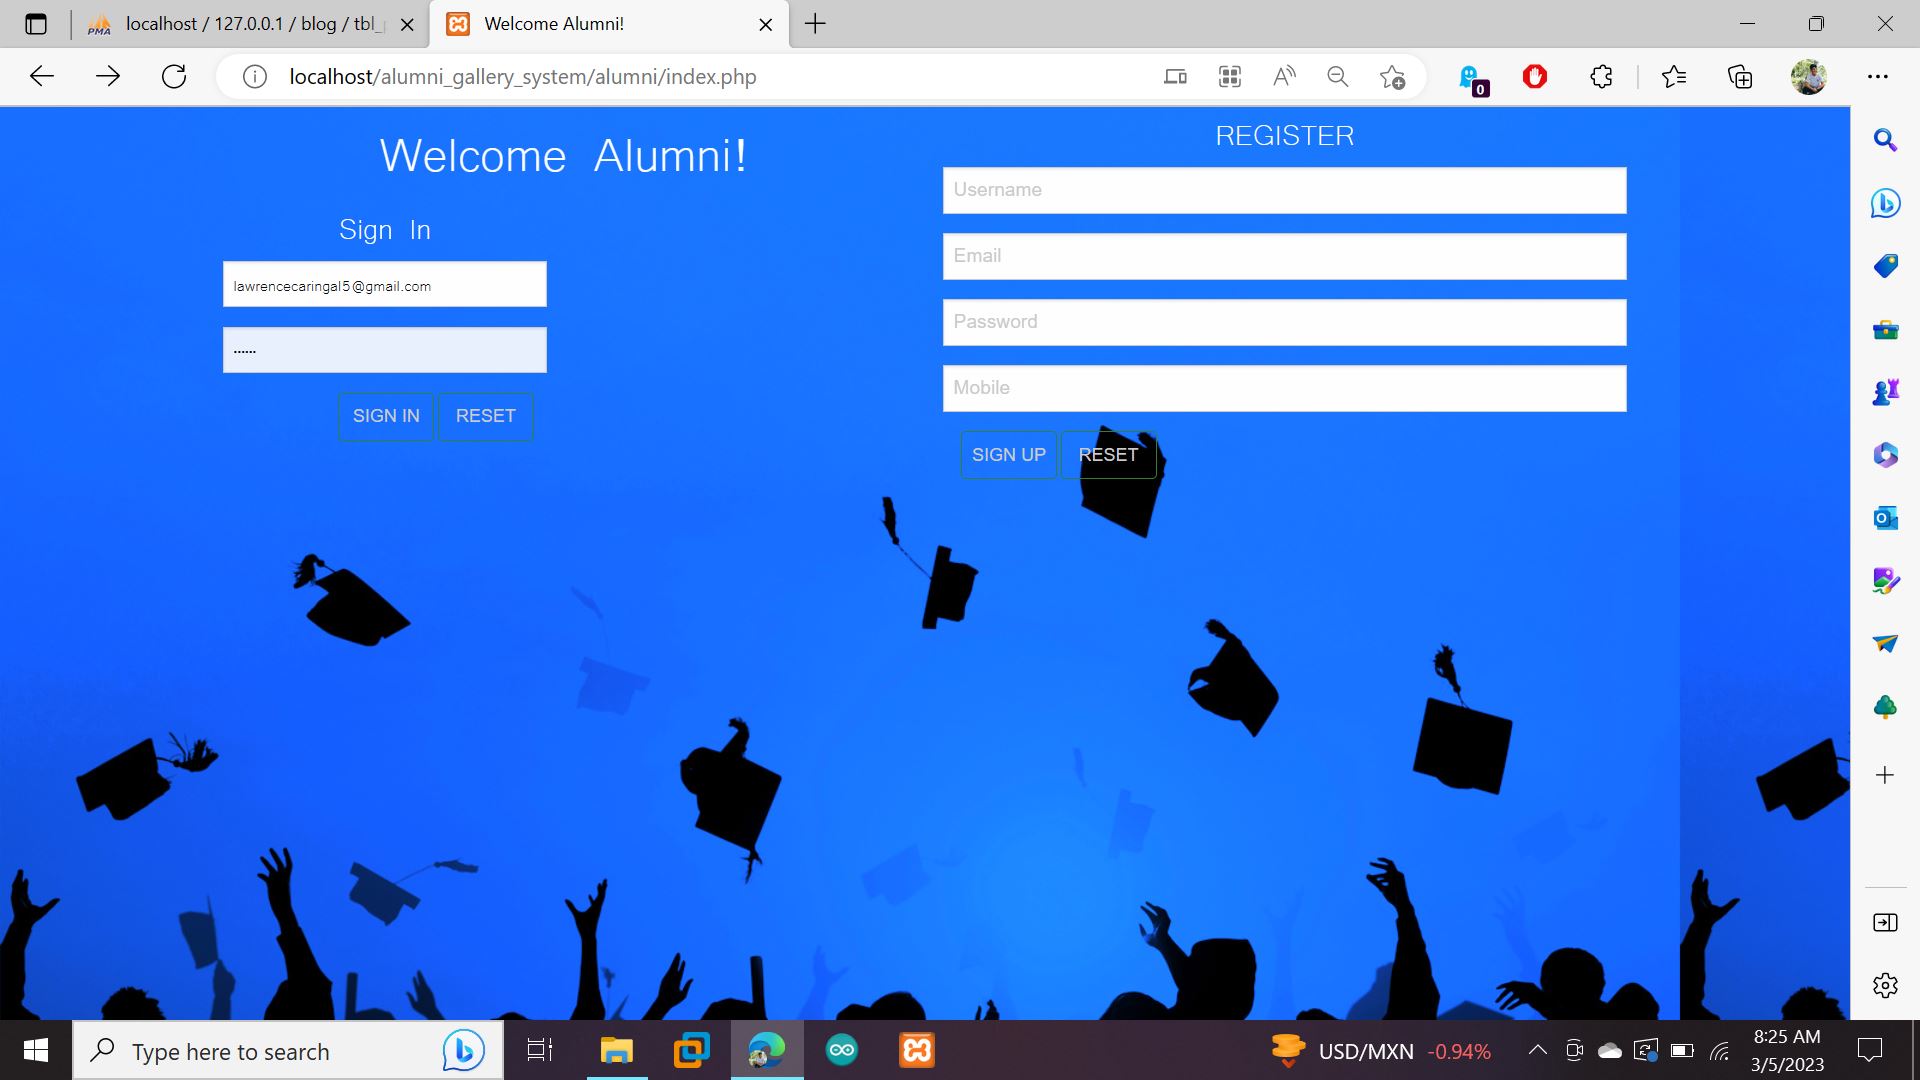 PMA
localhost / 127.0.0.1 / blog / tbl_
Welcome Alumni!
localhost/alumni_gallery_system/alumni/index.php
0
Welcome Alumni!
Sign In
lawrencecaringal5@gmail.com
SIGN IN
RESET
REGISTER
Username
Email
Password
Mobile
SIGN UP
RESET
Type here to search
USD/MXN -0.94%
8:25 AM
3/5/2023